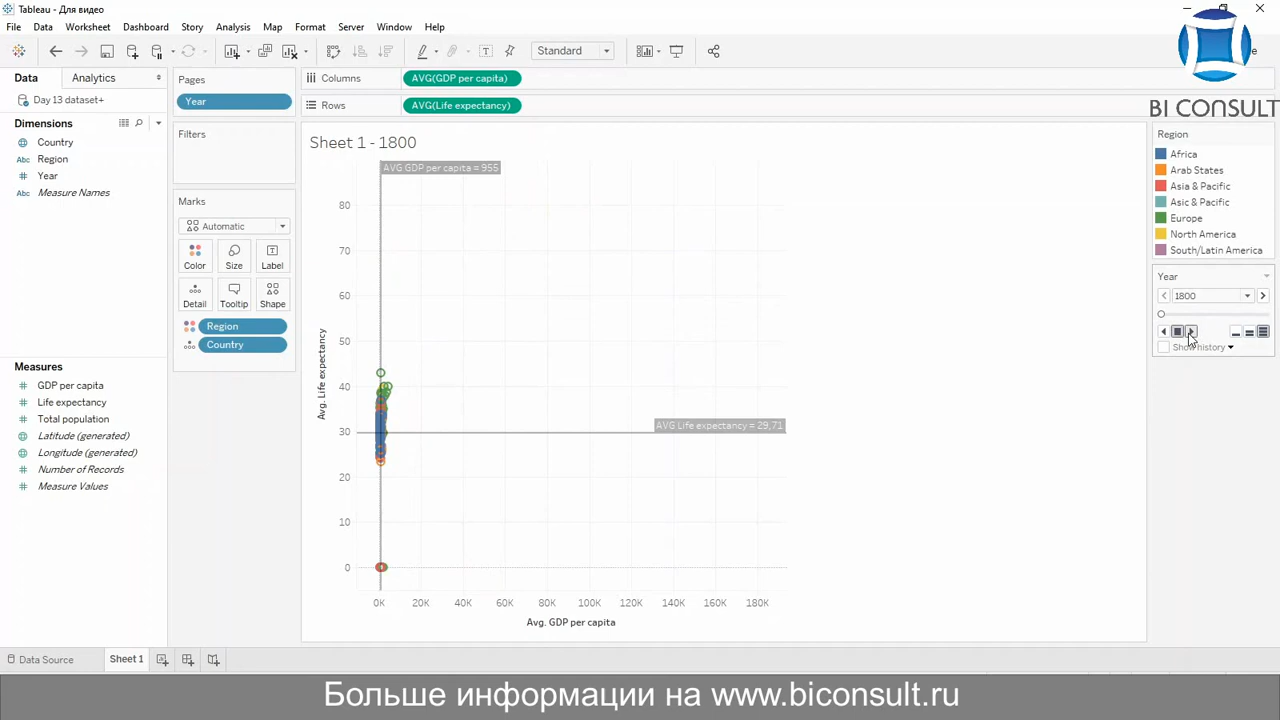 Tableau - Для видео
File Data Worksheet Dashboard Story Analysis Map Format Server Window Help
Standard
Data Analytics
Day 13 dataset+
Dimensions
Country
Abc Region
Year
Abc Measure Names
Measures
GDP per capita
Life expectancy
Total population
Latitude (generated)
Longitude (generated)
Number of Records
Measure Values
Pages
Year
Filters
Marks
Automatic
Color Size Label
Detail Tooltip Shape
Region
Country
Columns AVG(GDP per capita)
Rows AVG(Life expectancy)
Sheet 1 - 1800
AVG GDP per capita = 955
80
70
60
50
40
30
20
10
0
Avg. Life expectancy
AVG Life expectancy = 29,71
0K 20K 40K 60K 80K 100K 120K 140K 160K 180K
Avg. GDP per capita
BI CONSULT
Region
Africa
Arab States
Asia & Pacific
Asic & Pacific
Europe
North America
South/Latin America
Year
1800
Show history
Data Source Sheet 1
Больше информации на www.biconsult.ru